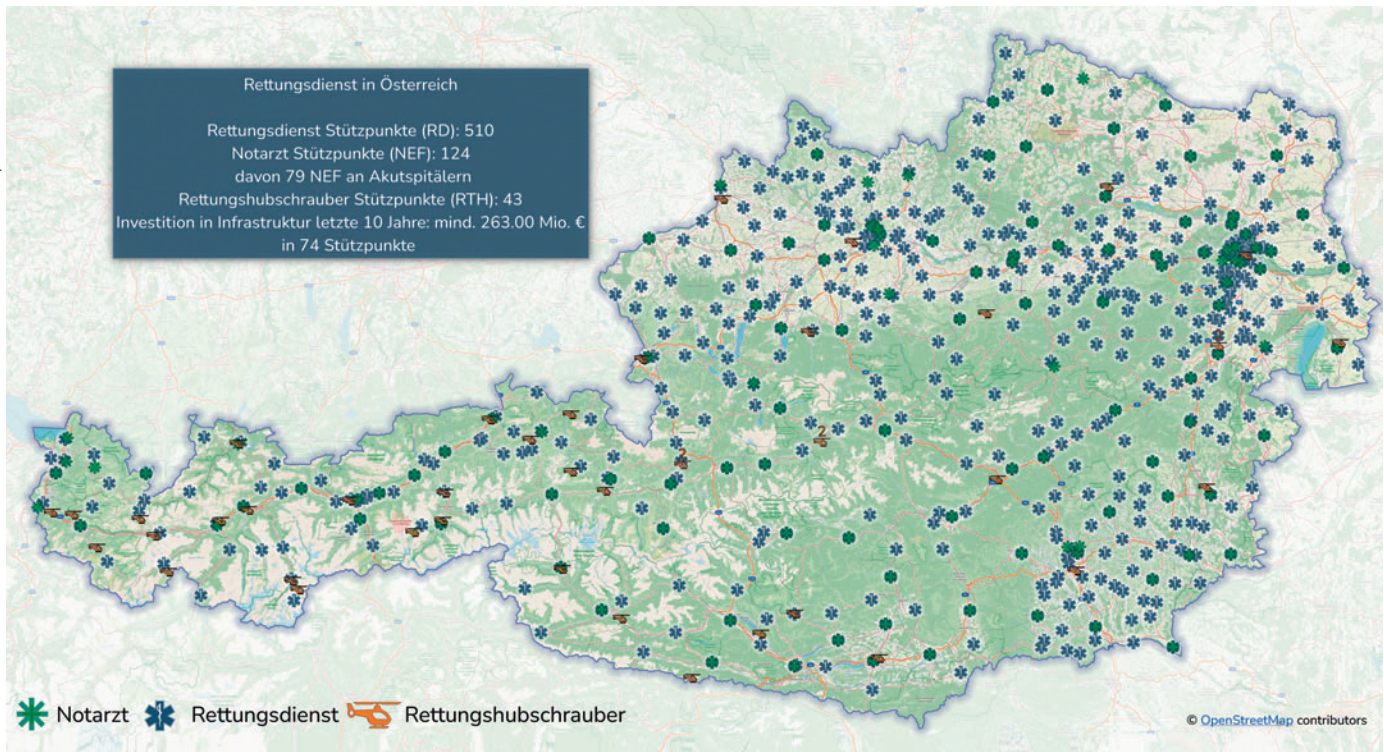 Rettungsdienst in Österreich
Rettungsdienst Stützpunkte (RD): 510
Notarzt Stützpunkte (NEF): 124
davon 79 NEF an Akutspitälern
Rettungshubschrauber Stützpunkte (RTH): 43
Investition in Infrastruktur letzte 10 Jahre: mind. 263.00 Mio. €
in 74 Stützpunkte
2
2
Notarzt Rettungsdienst Rettungshubschrauber
© OpenStreetMap contributors